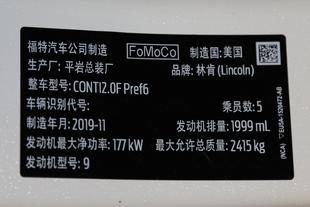 福特汽车公司制造 FoMoCo 制造国:美国
生产厂: 平岩总装厂 品牌: 林肯(Lincoln)
整车型号:CONTI2.0F Pref6
车辆识别代号: 乘员数:5
制造年月:2019-11 发动机排量: 1999 mL
发动机最大净功率: 177 kW 最大允许总质量: 2415 kg
发动机型号: 9
(NCA)